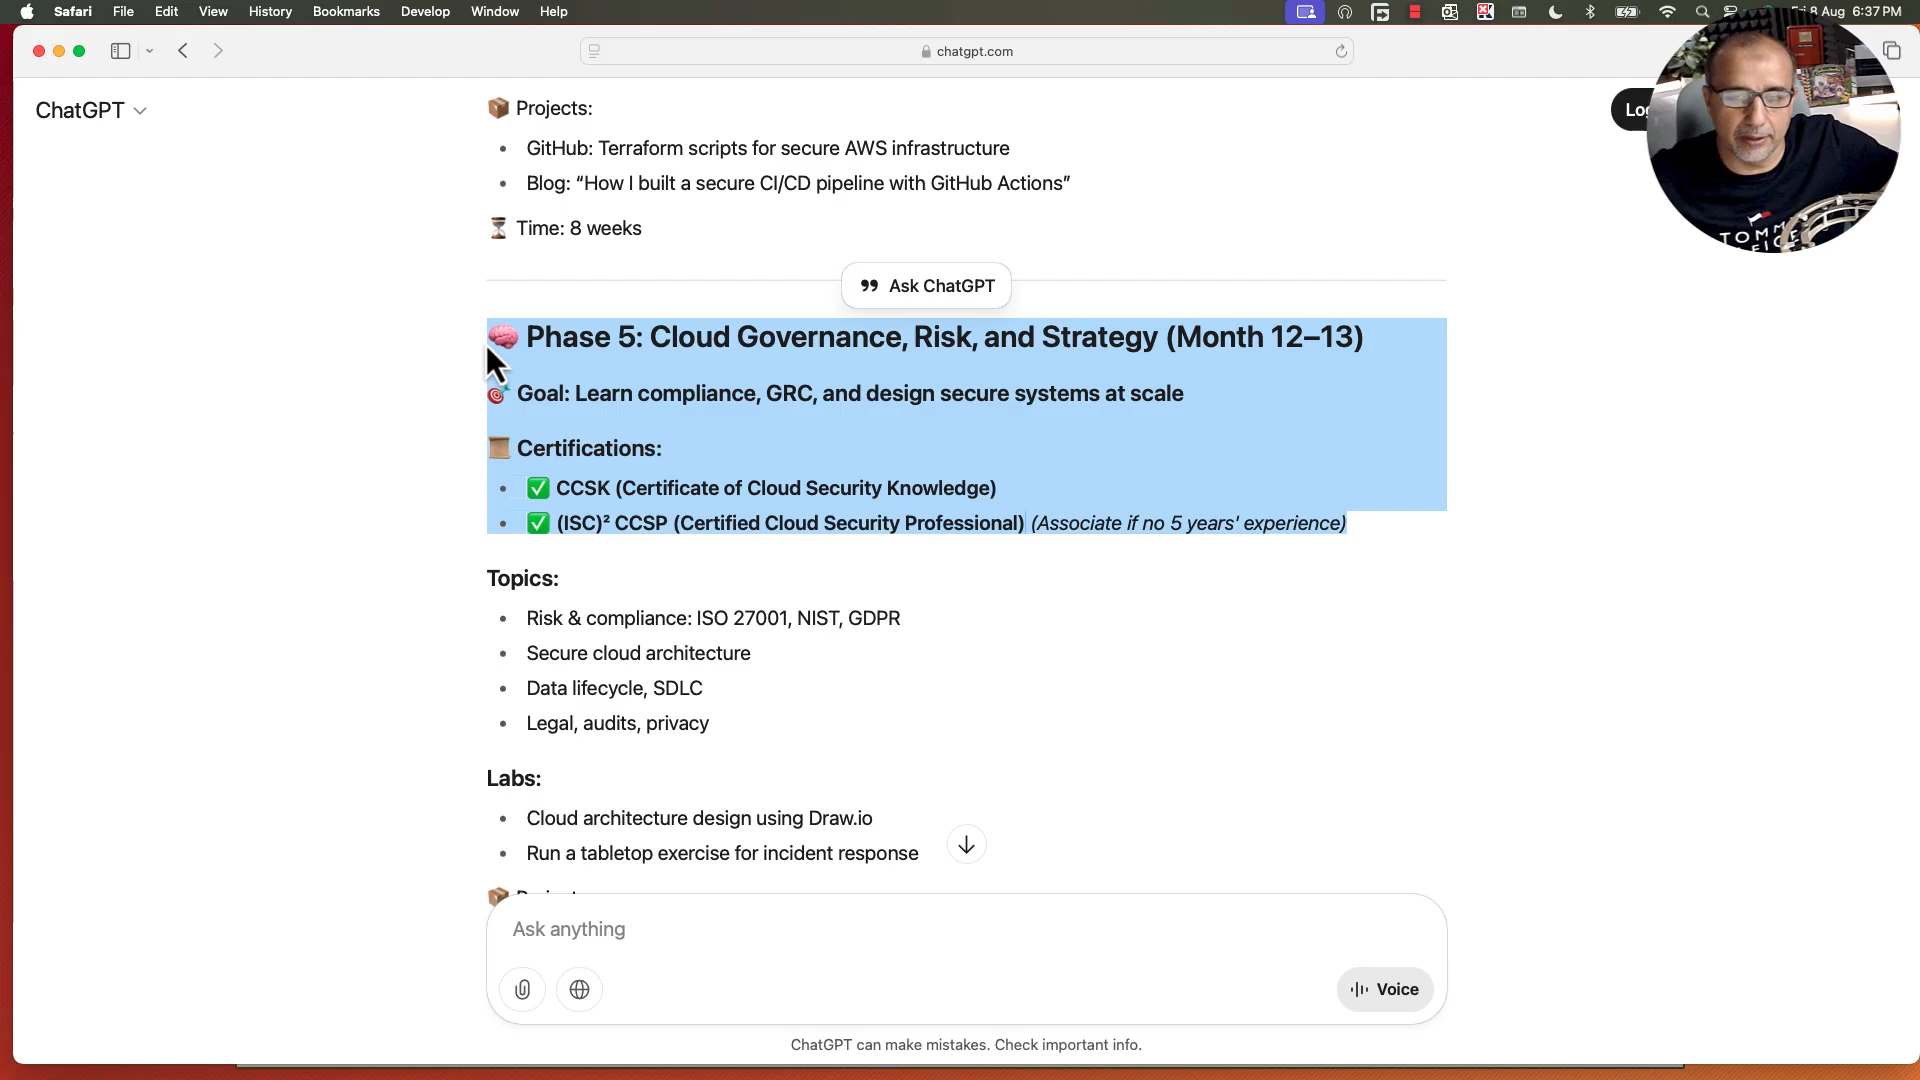 Safari File Edit View History Bookmarks Develop Window Help
8 Aug 6:37 PM
chatgpt.com
ChatGPT
📦 Projects:
• GitHub: Terraform scripts for secure AWS infrastructure
• Blog: “How I built a secure CI/CD pipeline with GitHub Actions”
⏳ Time: 8 weeks
Ask ChatGPT
🧠 Phase 5: Cloud Governance, Risk, and Strategy (Month 12–13)
🎯 Goal: Learn compliance, GRC, and design secure systems at scale
📜 Certifications:
• ✅ CCSK (Certificate of Cloud Security Knowledge)
• ✅ (ISC)² CCSP (Certified Cloud Security Professional) (Associate if no 5 years' experience)
Topics:
• Risk & compliance: ISO 27001, NIST, GDPR
• Secure cloud architecture
• Data lifecycle, SDLC
• Legal, audits, privacy
Labs:
• Cloud architecture design using Draw.io
• Run a tabletop exercise for incident response
Ask anything
Voice
ChatGPT can make mistakes. Check important info.